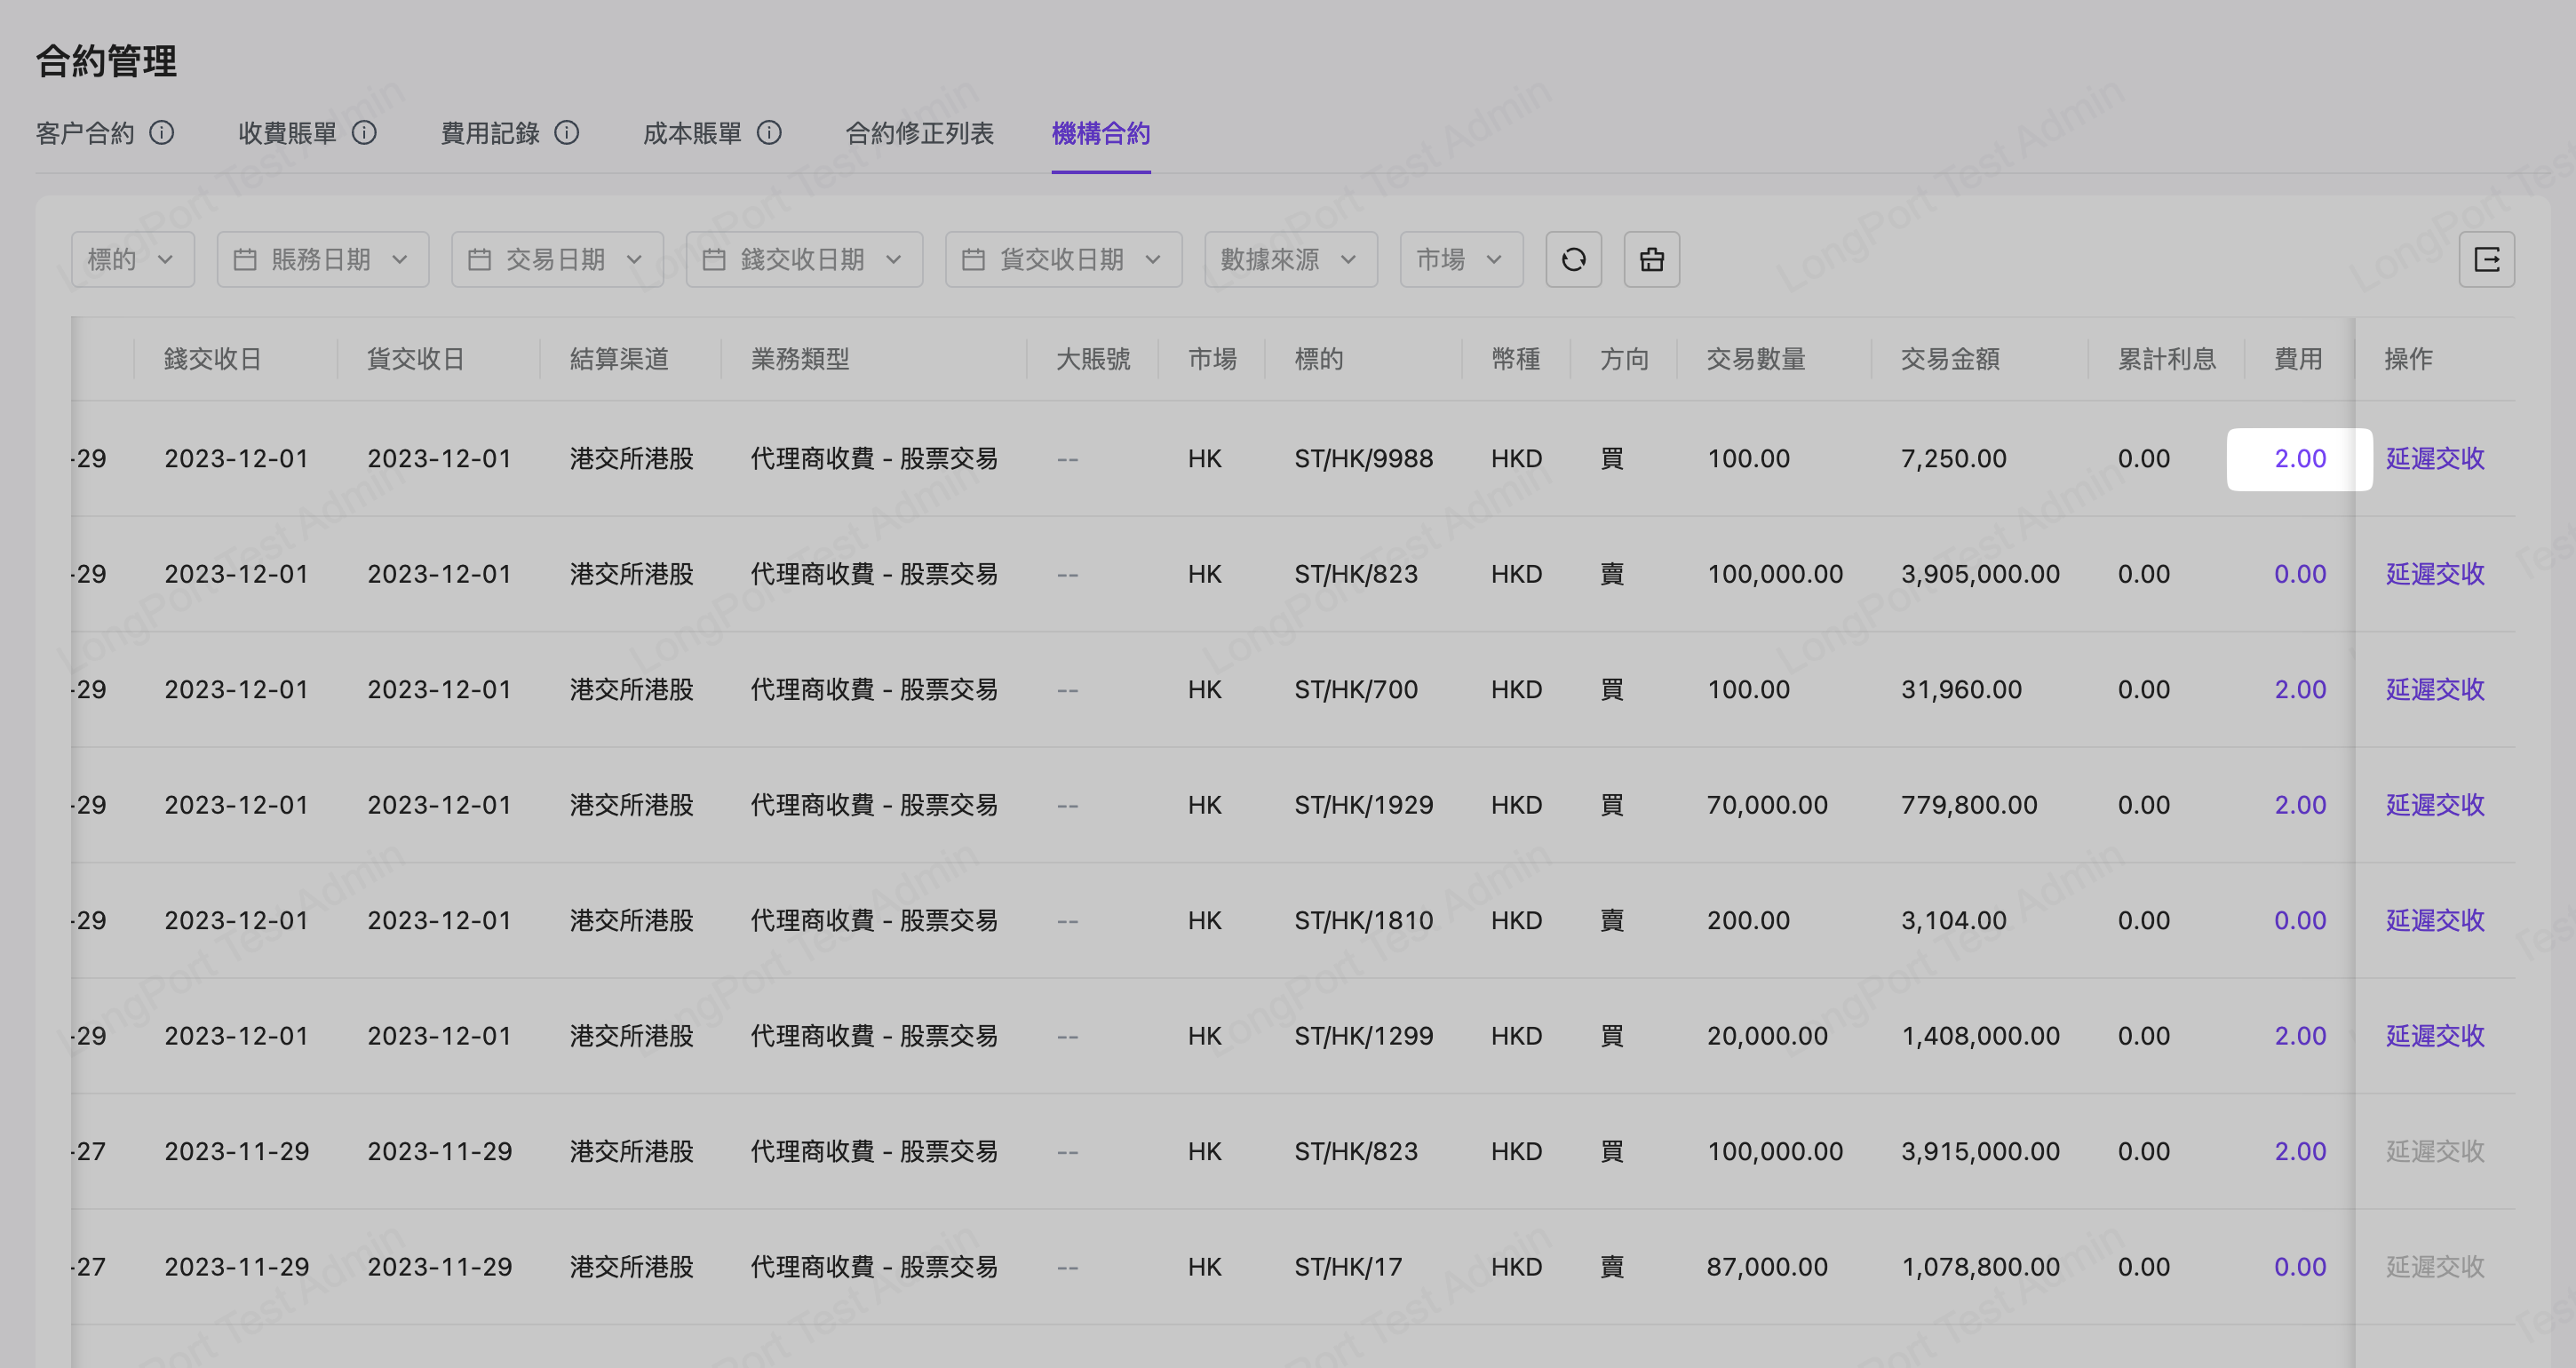 合約管理
客户合約 收費賬單 費用記錄 成本賬單 合約修正列表 機構合約
標的 賬務日期 交易日期 錢交收日期 貨交收日期 數據來源 市場
錢交收日 貨交收日 結算渠道 業務類型 大賬號 市場 標的 幣種 方向 交易數量 交易金額 累計利息 費用 操作
-29 2023-12-01 2023-12-01 港交所港股 代理商收費 - 股票交易 -- HK ST/HK/9988 HKD 買 100.00 7,250.00 0.00 2.00 延遲交收
-29 2023-12-01 2023-12-01 港交所港股 代理商收費 - 股票交易 -- HK ST/HK/823 HKD 賣 100,000.00 3,905,000.00 0.00 0.00 延遲交收
-29 2023-12-01 2023-12-01 港交所港股 代理商收費 - 股票交易 -- HK ST/HK/700 HKD 買 100.00 31,960.00 0.00 2.00 延遲交收
-29 2023-12-01 2023-12-01 港交所港股 代理商收費 - 股票交易 -- HK ST/HK/1929 HKD 買 70,000.00 779,800.00 0.00 2.00 延遲交收
-29 2023-12-01 2023-12-01 港交所港股 代理商收費 - 股票交易 -- HK ST/HK/1810 HKD 賣 200.00 3,104.00 0.00 0.00 延遲交收
-29 2023-12-01 2023-12-01 港交所港股 代理商收費 - 股票交易 -- HK ST/HK/1299 HKD 買 20,000.00 1,408,000.00 0.00 2.00 延遲交收
-27 2023-11-29 2023-11-29 港交所港股 代理商收費 - 股票交易 -- HK ST/HK/823 HKD 買 100,000.00 3,915,000.00 0.00 2.00 延遲交收
-27 2023-11-29 2023-11-29 港交所港股 代理商收費 - 股票交易 -- HK ST/HK/17 HKD 賣 87,000.00 1,078,800.00 0.00 0.00 延遲交收
LongPort Test Admin